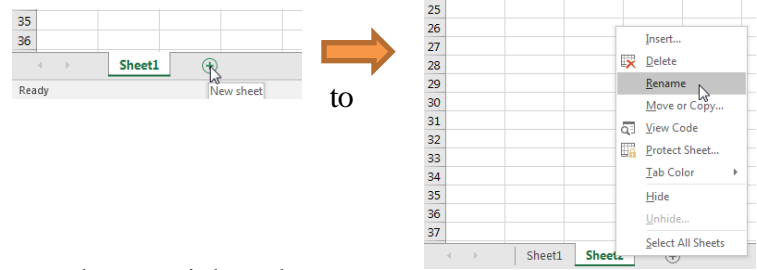 35
36
Sheet1
Ready
New sheet
to
25
26
27
28
29
30
31
32
33
34
35
36
37
Insert...
Delete
Rename
Move or Copy...
View Code
Protect Sheet...
Tab Color
Hide
Unhide...
Select All Sheets
Sheet1
Sheet2